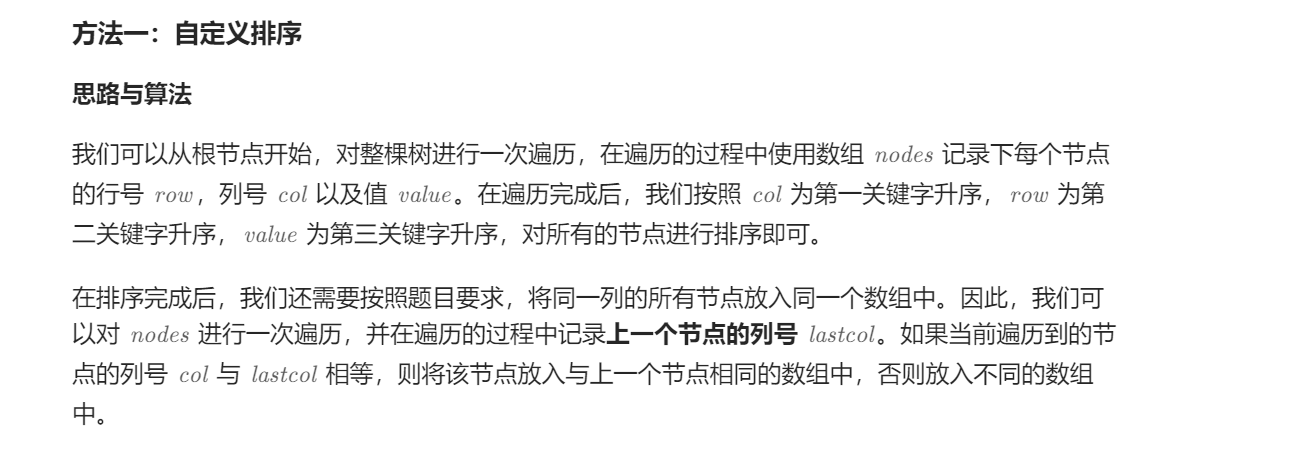 方法一：自定义排序
思路与算法
我们可以从根节点开始，对整棵树进行一次遍历，在遍历的过程中使用数组 nodes 记录下每个节点
的行号 row，列号 col 以及值 value。在遍历完成后，我们按照 col 为第一关键字升序，row 为第
二关键字升序，value 为第三关键字升序，对所有的节点进行排序即可。
在排序完成后，我们还需要按照题目要求，将同一列的所有节点放入同一个数组中。因此，我们可
以对 nodes 进行一次遍历，并在遍历的过程中记录上一个节点的列号 lastcol。如果当前遍历到的节
点的列号 col 与 lastcol 相等，则将该节点放入与上一个节点相同的数组中，否则放入不同的数组
中。